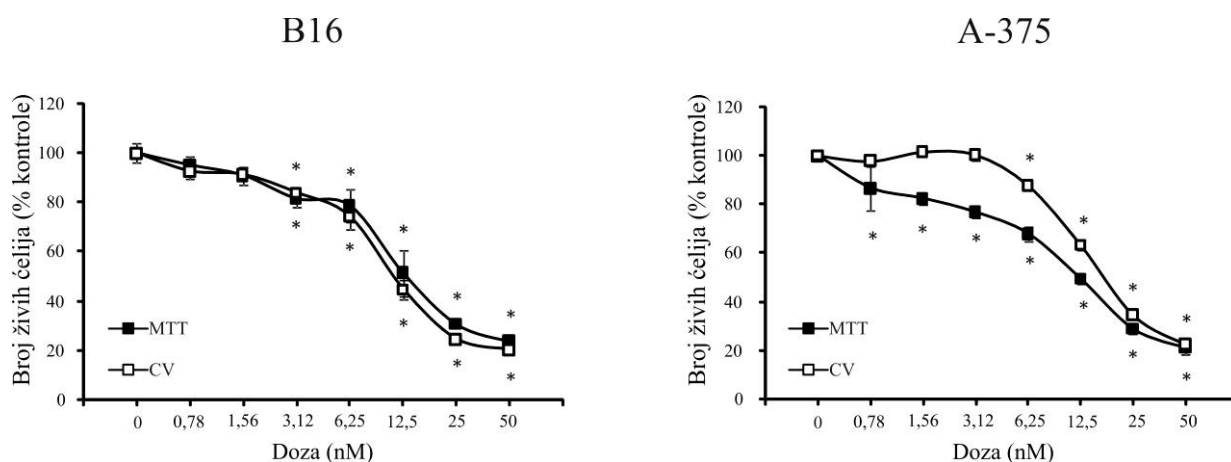 B16
Broj živih ćelija (% kontrole)
120
100
80
60
40
20
0
* * * * *
* * * * *
MTT
CV
0 0,78 1,56 3,12 6,25 12,5 25 50
Doza (nM)
A-375
Broj živih ćelija (% kontrole)
120
100
80
60
40
20
0
* * * *
* * * * * * *
MTT
CV
0 0,78 1,56 3,12 6,25 12,5 25 50
Doza (nM)